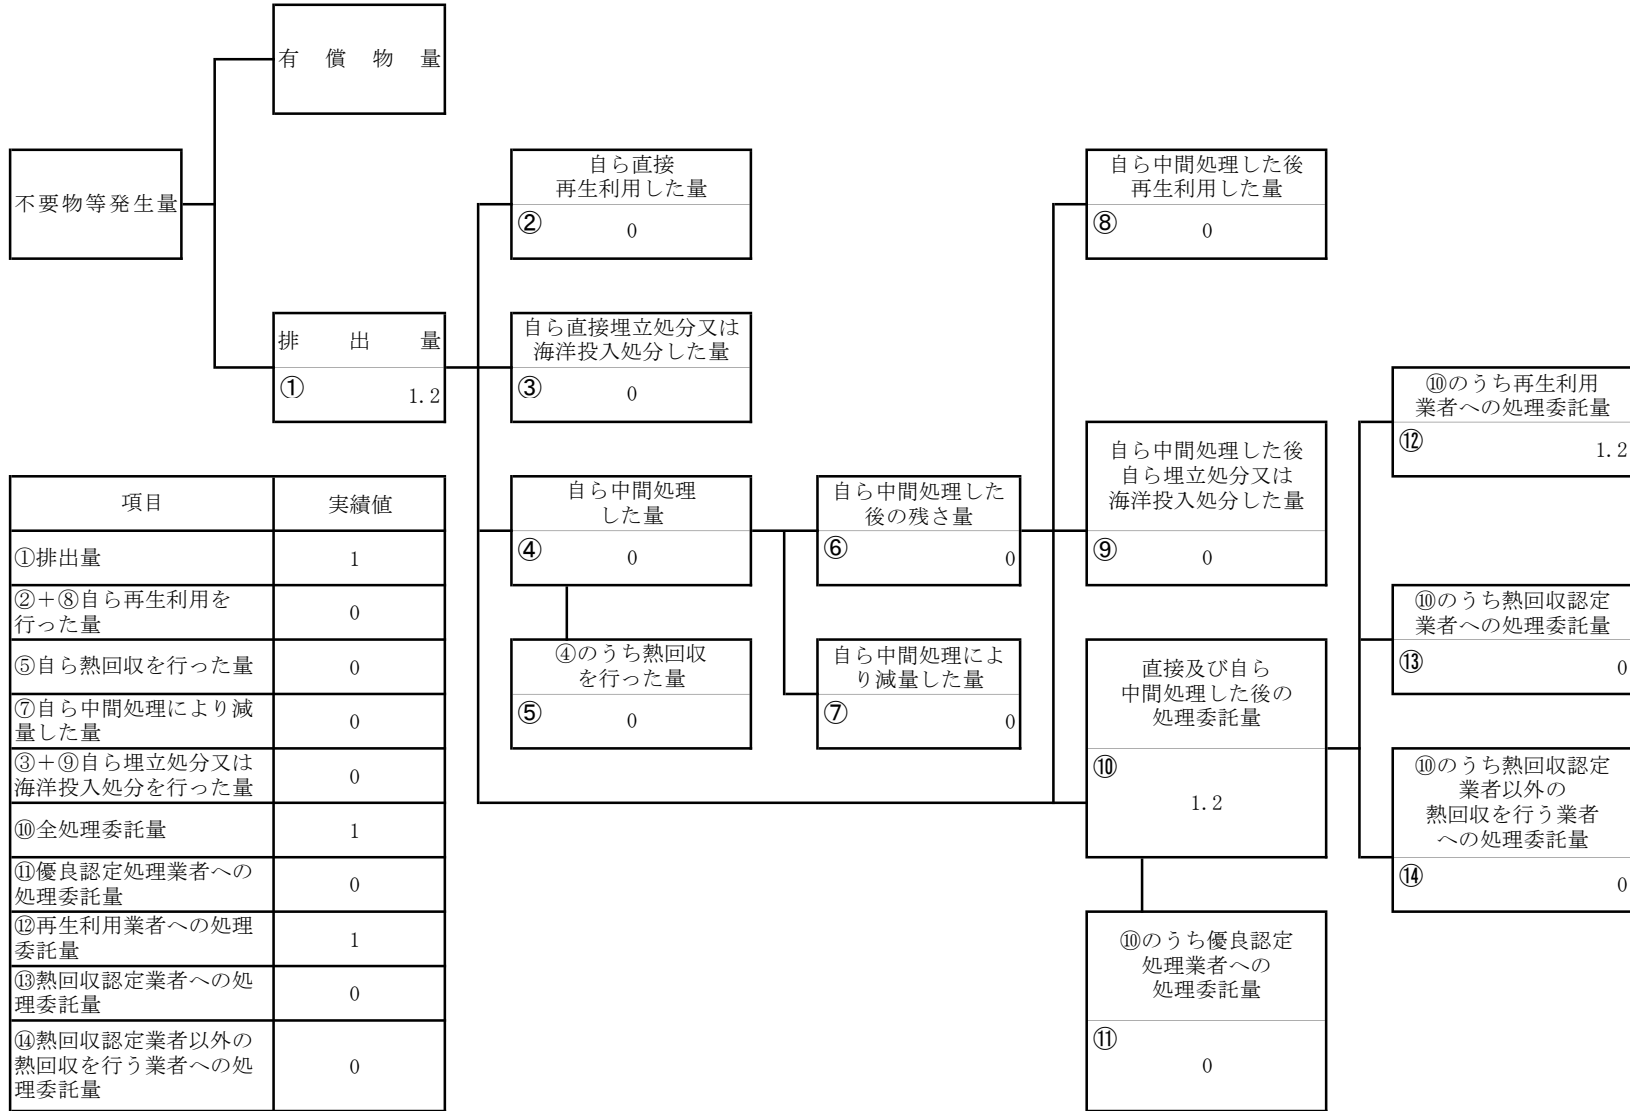 有償物量
不要物等発生量
排出量
①
1.2
自ら直接
再生利用した量
②
0
自ら直接埋立処分又は
海洋投入処分した量
③
0
自ら中間処理
した量
④
0
④のうち熱回収
を行った量
⑤
0
自ら中間処理した
後の残さ量
⑥
0
自ら中間処理によ
り減量した量
⑦
0
自ら中間処理した後
再生利用した量
⑧
0
自ら中間処理した後
自ら埋立処分又は
海洋投入処分した量
⑨
0
直接及び自ら
中間処理した後の
処理委託量
⑩
1.2
⑩のうち優良認定
処理業者への
処理委託量
⑪
0
⑩のうち再生利用
業者への処理委託量
⑫
1.2
⑩のうち熱回収認定
業者への処理委託量
⑬
0
⑩のうち熱回収認定
業者以外の
熱回収を行う業者
への処理委託量
⑭
0
項目 実績値
①排出量 1
②＋⑧自ら再生利用を
行った量 0
⑤自ら熱回収を行った量 0
⑦自ら中間処理により減
量した量 0
③＋⑨自ら埋立処分又は
海洋投入処分を行った量 0
⑩全処理委託量 1
⑪優良認定処理業者への
処理委託量 0
⑫再生利用業者への処理
委託量 1
⑬熱回収認定業者への処
理委託量 0
⑭熱回収認定業者以外の
熱回収を行う業者への処
理委託量 0